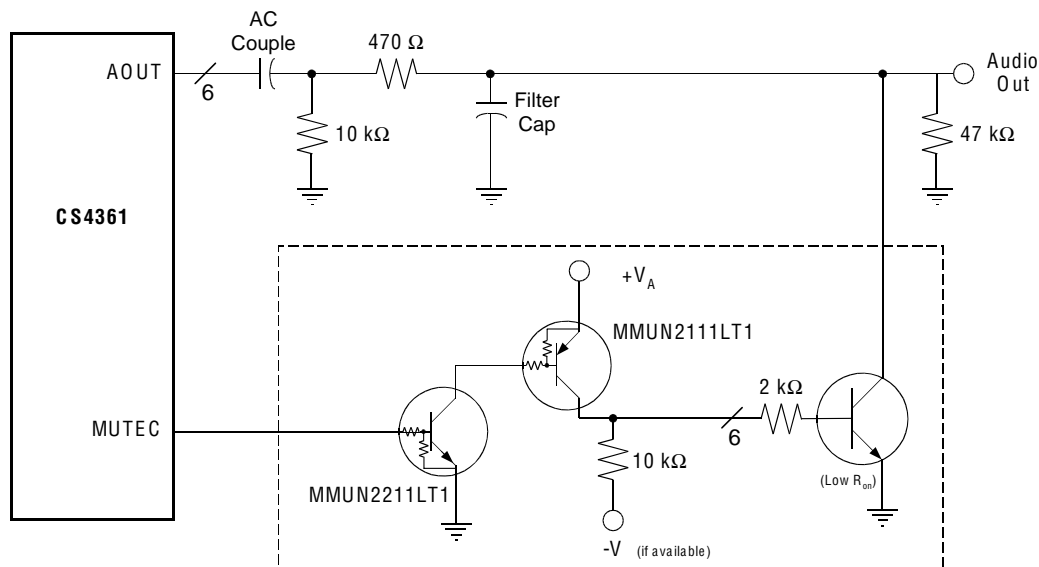 AC
Couple
470 Ω
AOUT
6
Audio
Out
Filter
Cap
10 kΩ
47 kΩ
CS4361
+VA
MMUN2111LT1
2 kΩ
MUTEC
6
10 kΩ
(Low Ron)
MMUN2211LT1
-V (if available)